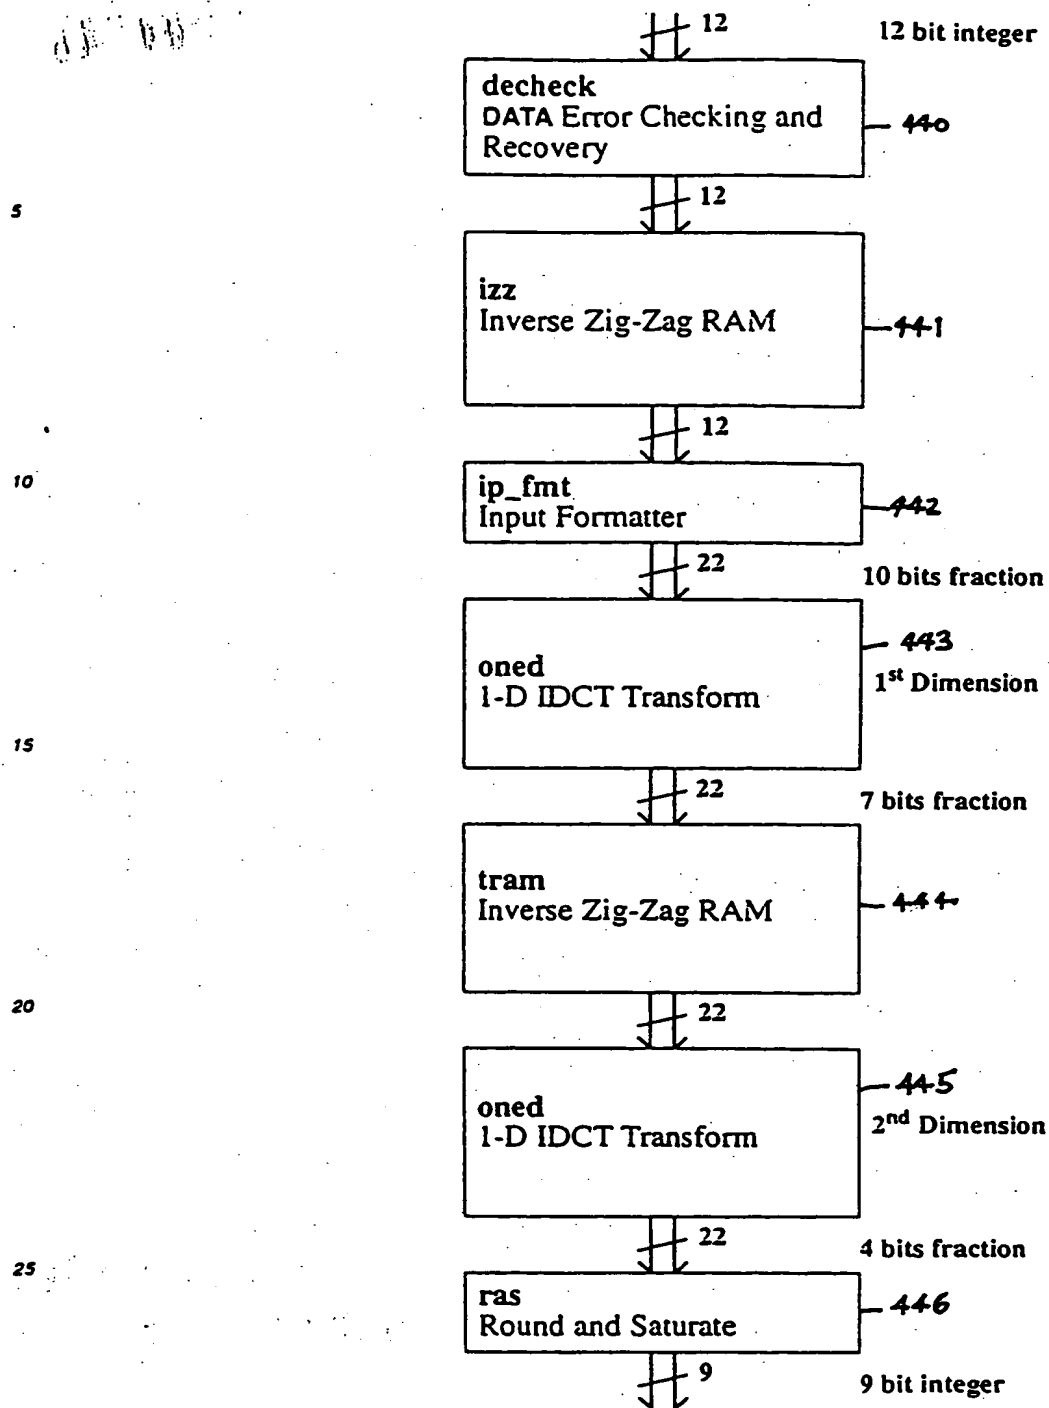 12 12 bit integer
decheck
DATA Error Checking and
Recovery
440
5
12
izz
Inverse Zig-Zag RAM
441
12
10
ip_fmt
Input Formatter
442
22
10 bits fraction
443
oned
1-D IDCT Transform
1st Dimension
15
22
7 bits fraction
tram
Inverse Zig-Zag RAM
444
20
22
445
oned
1-D IDCT Transform
2nd Dimension
22
4 bits fraction
25
ras
Round and Saturate
446
9
9 bit integer